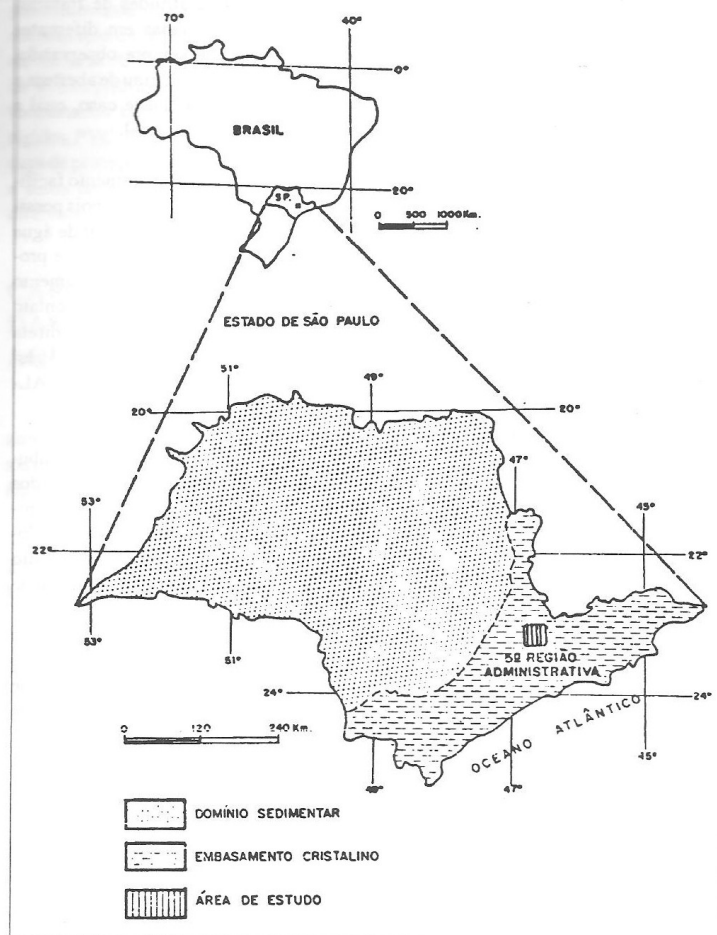 70°
40°
0°
BRASIL
20°
S P.
0 500 1000 Km.
ESTADO DE SÃO PAULO
51°
49°
20°
20°
47°
53°
45°
22°
22°
53°
51°
5ª REGIÃO
ADMINISTRATIVA
24°
24°
0 120 240 Km.
OCEANO ATLÂNTICO
45°
49°
47°
DOMÍNIO SEDIMENTAR
EMBASAMENTO CRISTALINO
ÁREA DE ESTUDO